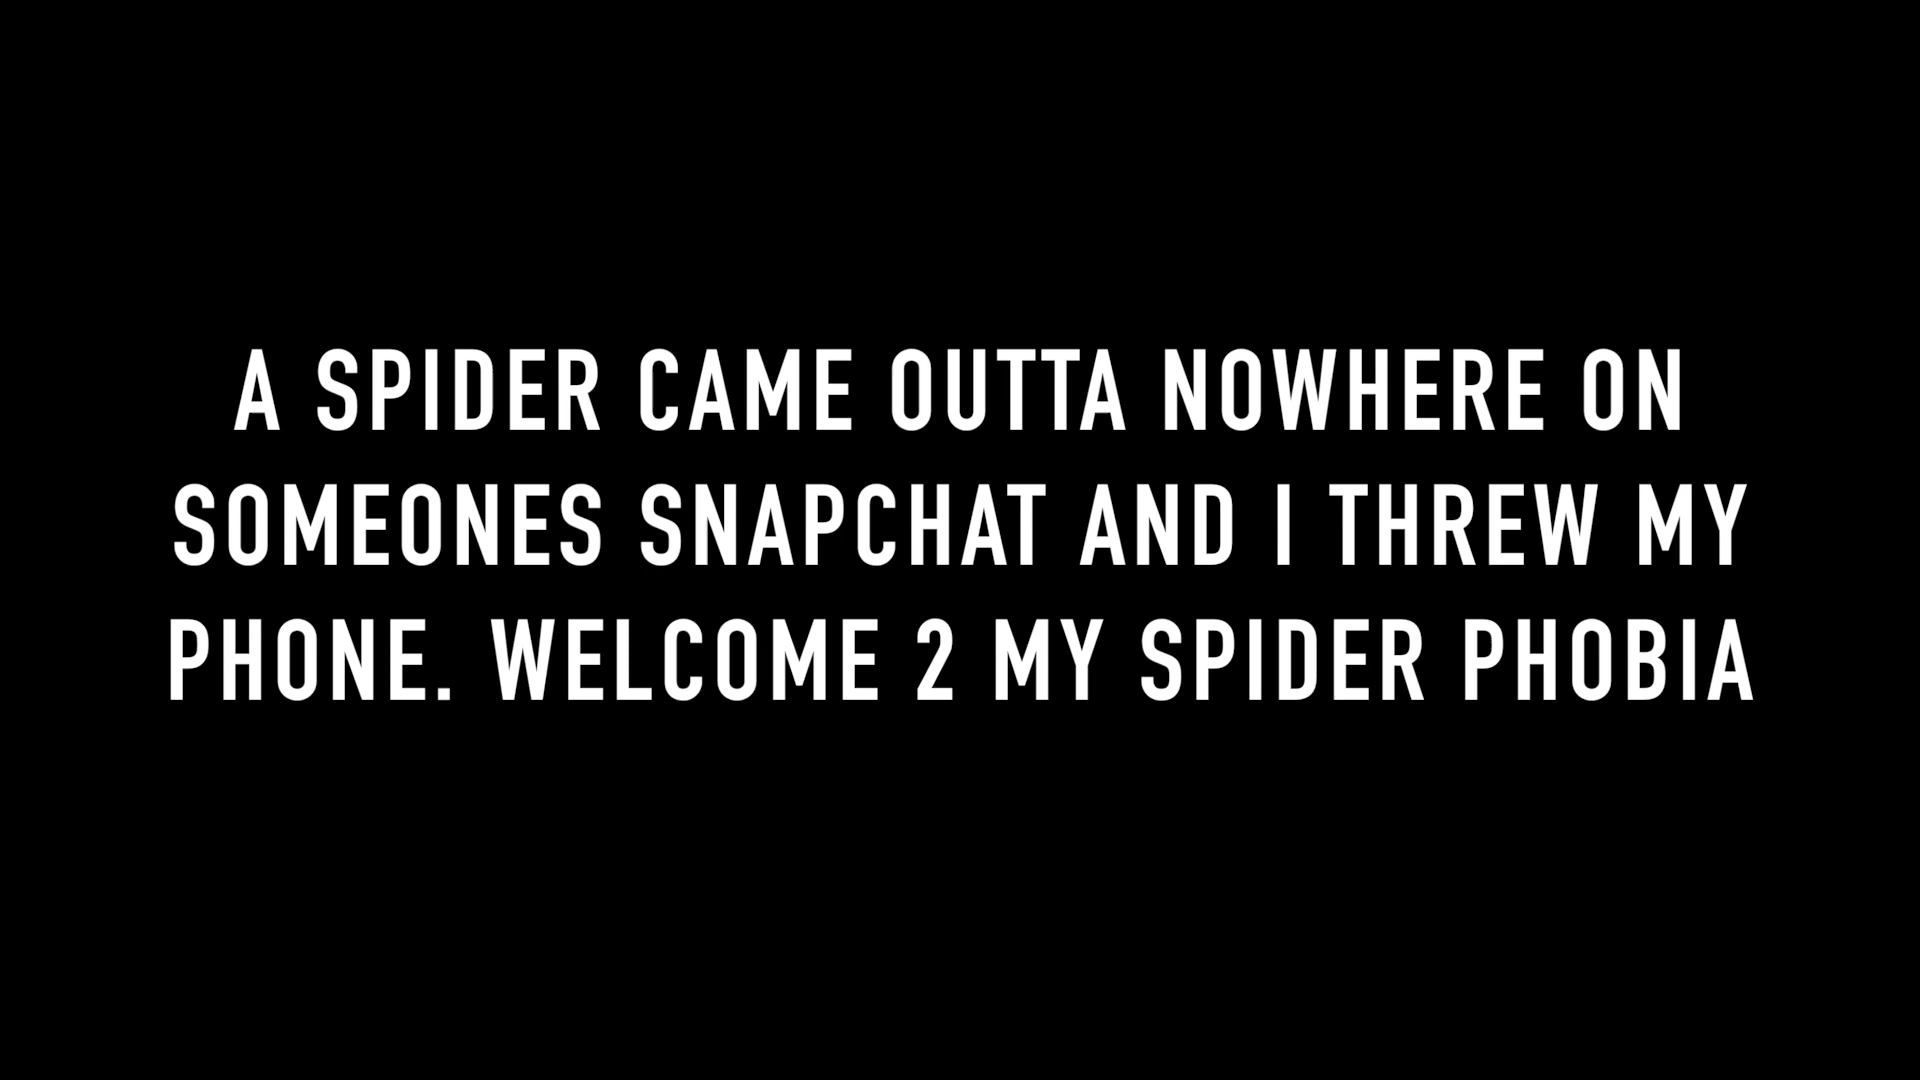 A SPIDER CAME OUTTA NOWHERE ON
SOMEONES SNAPCHAT AND I THREW MY
PHONE. WELCOME 2 MY SPIDER PHOBIA